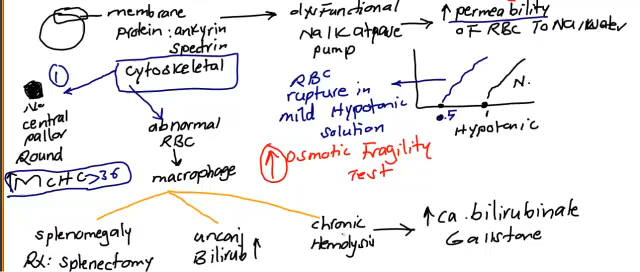 membrane
protein : ankyrin
spectrin
dysfunctional
Na/K atpase
pump
↑ permeability
of RBC To Na/water
①
cytoskeletal
RBC
rupture in
mild Hypotonic
solution
N.
0.5
1
Hypotonic
No
central
pallor
Round
MCHC>36
abnormal
RBC
macrophage
↑ Osmotic Fragility
Test
splenomegaly
Rx: splenectomy
unconj
Bilirub ↑
chronic
Hemolysis
↑ ca. bilirubinate
Gallstone